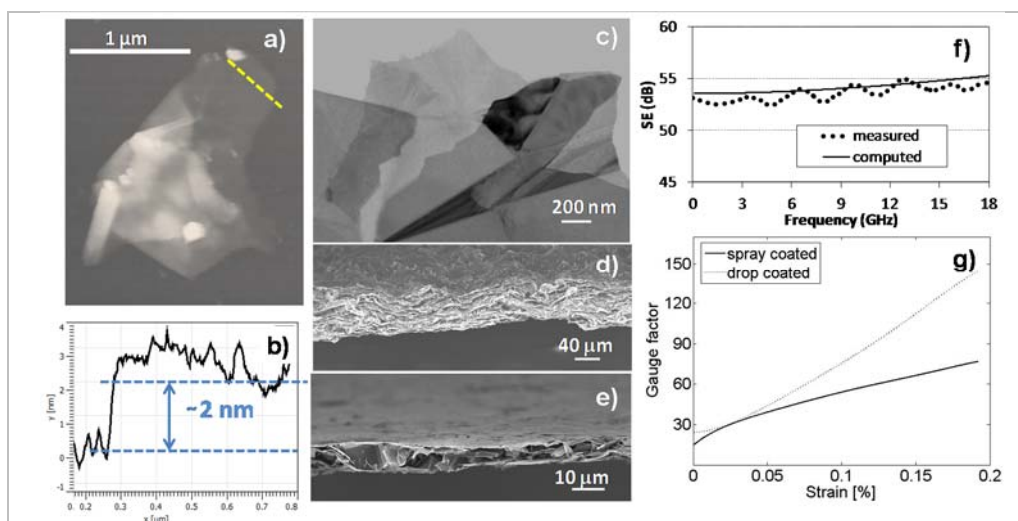 a)
1 μm
b)
4
3
2
1
0
-1
y [nm]
~2 nm
0.2 0.3 0.4 0.5 0.6 0.7 0.8
x [μm]
c)
200 nm
d)
40 μm
e)
10 μm
f)
60
55
50
45
SE (dB)
measured
computed
0 3 6 9 12 15 18
Frequency (GHz)
g)
spray coated
drop coated
150
120
90
60
30
Gauge factor
0 0.05 0.1 0.15 0.2
Strain [%]